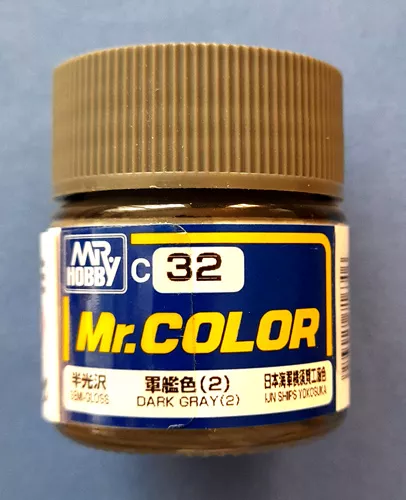 MR HOBBY
C 32
Mr.COLOR
半光沢 軍艦色(2) 日本海軍横須賀工廠色
SEMI-GLOSS DARK GRAY(2) IJN SHIPS YOKOSUKA